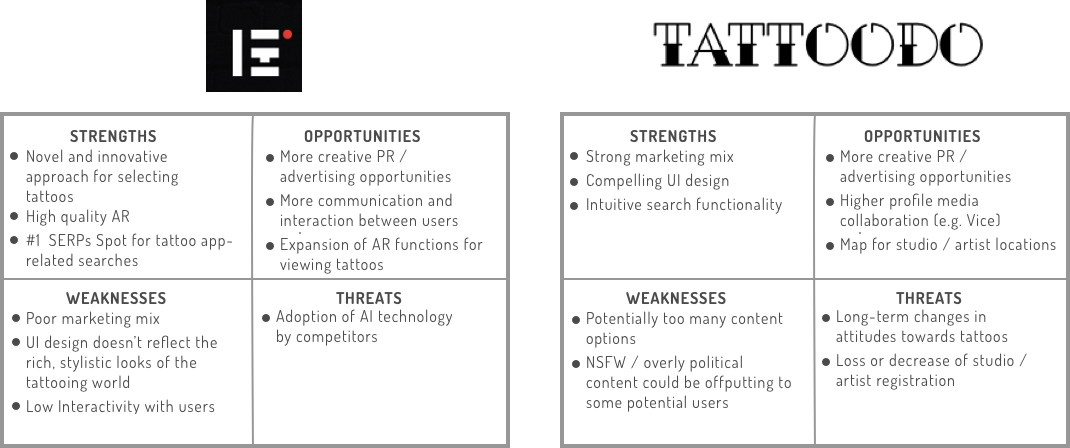 TATTOODO
STRENGTHS
● Novel and innovative
approach for selecting
tattoos
● High quality AR
● #1 SERPs Spot for tattoo app-
related searches
OPPORTUNITIES
● More creative PR /
advertising opportunities
● More communication and
interaction between users
● Expansion of AR functions for
viewing tattoos
WEAKNESSES
● Poor marketing mix
● UI design doesn't reflect the
rich, stylistic looks of the
tattooing world
● Low Interactivity with users
THREATS
● Adoption of AI technology
by competitors
STRENGTHS
● Strong marketing mix
● Compelling UI design
● Intuitive search functionality
OPPORTUNITIES
● More creative PR /
advertising opportunities
● Higher profile media
collaboration (e.g. Vice)
● Map for studio / artist locations
WEAKNESSES
● Potentially too many content
options
● NSFW / overly political
content could be offputting to
some potential users
THREATS
● Long-term changes in
attitudes towards tattoos
● Loss or decrease of studio /
artist registration